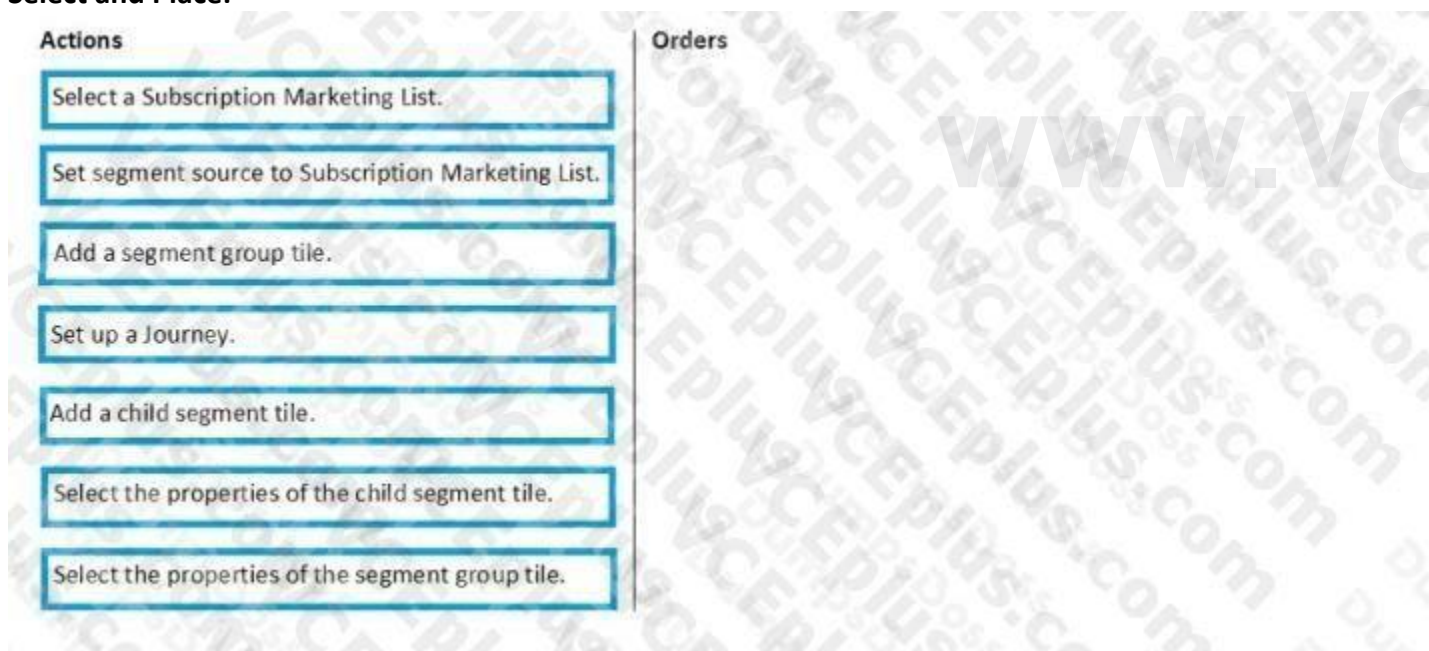 Select and Place:
Actions
Orders
Select a Subscription Marketing List.
Set segment source to Subscription Marketing List.
Add a segment group tile.
Set up a Journey.
Add a child segment tile.
Select the properties of the child segment tile.
Select the properties of the segment group tile.
www.VC